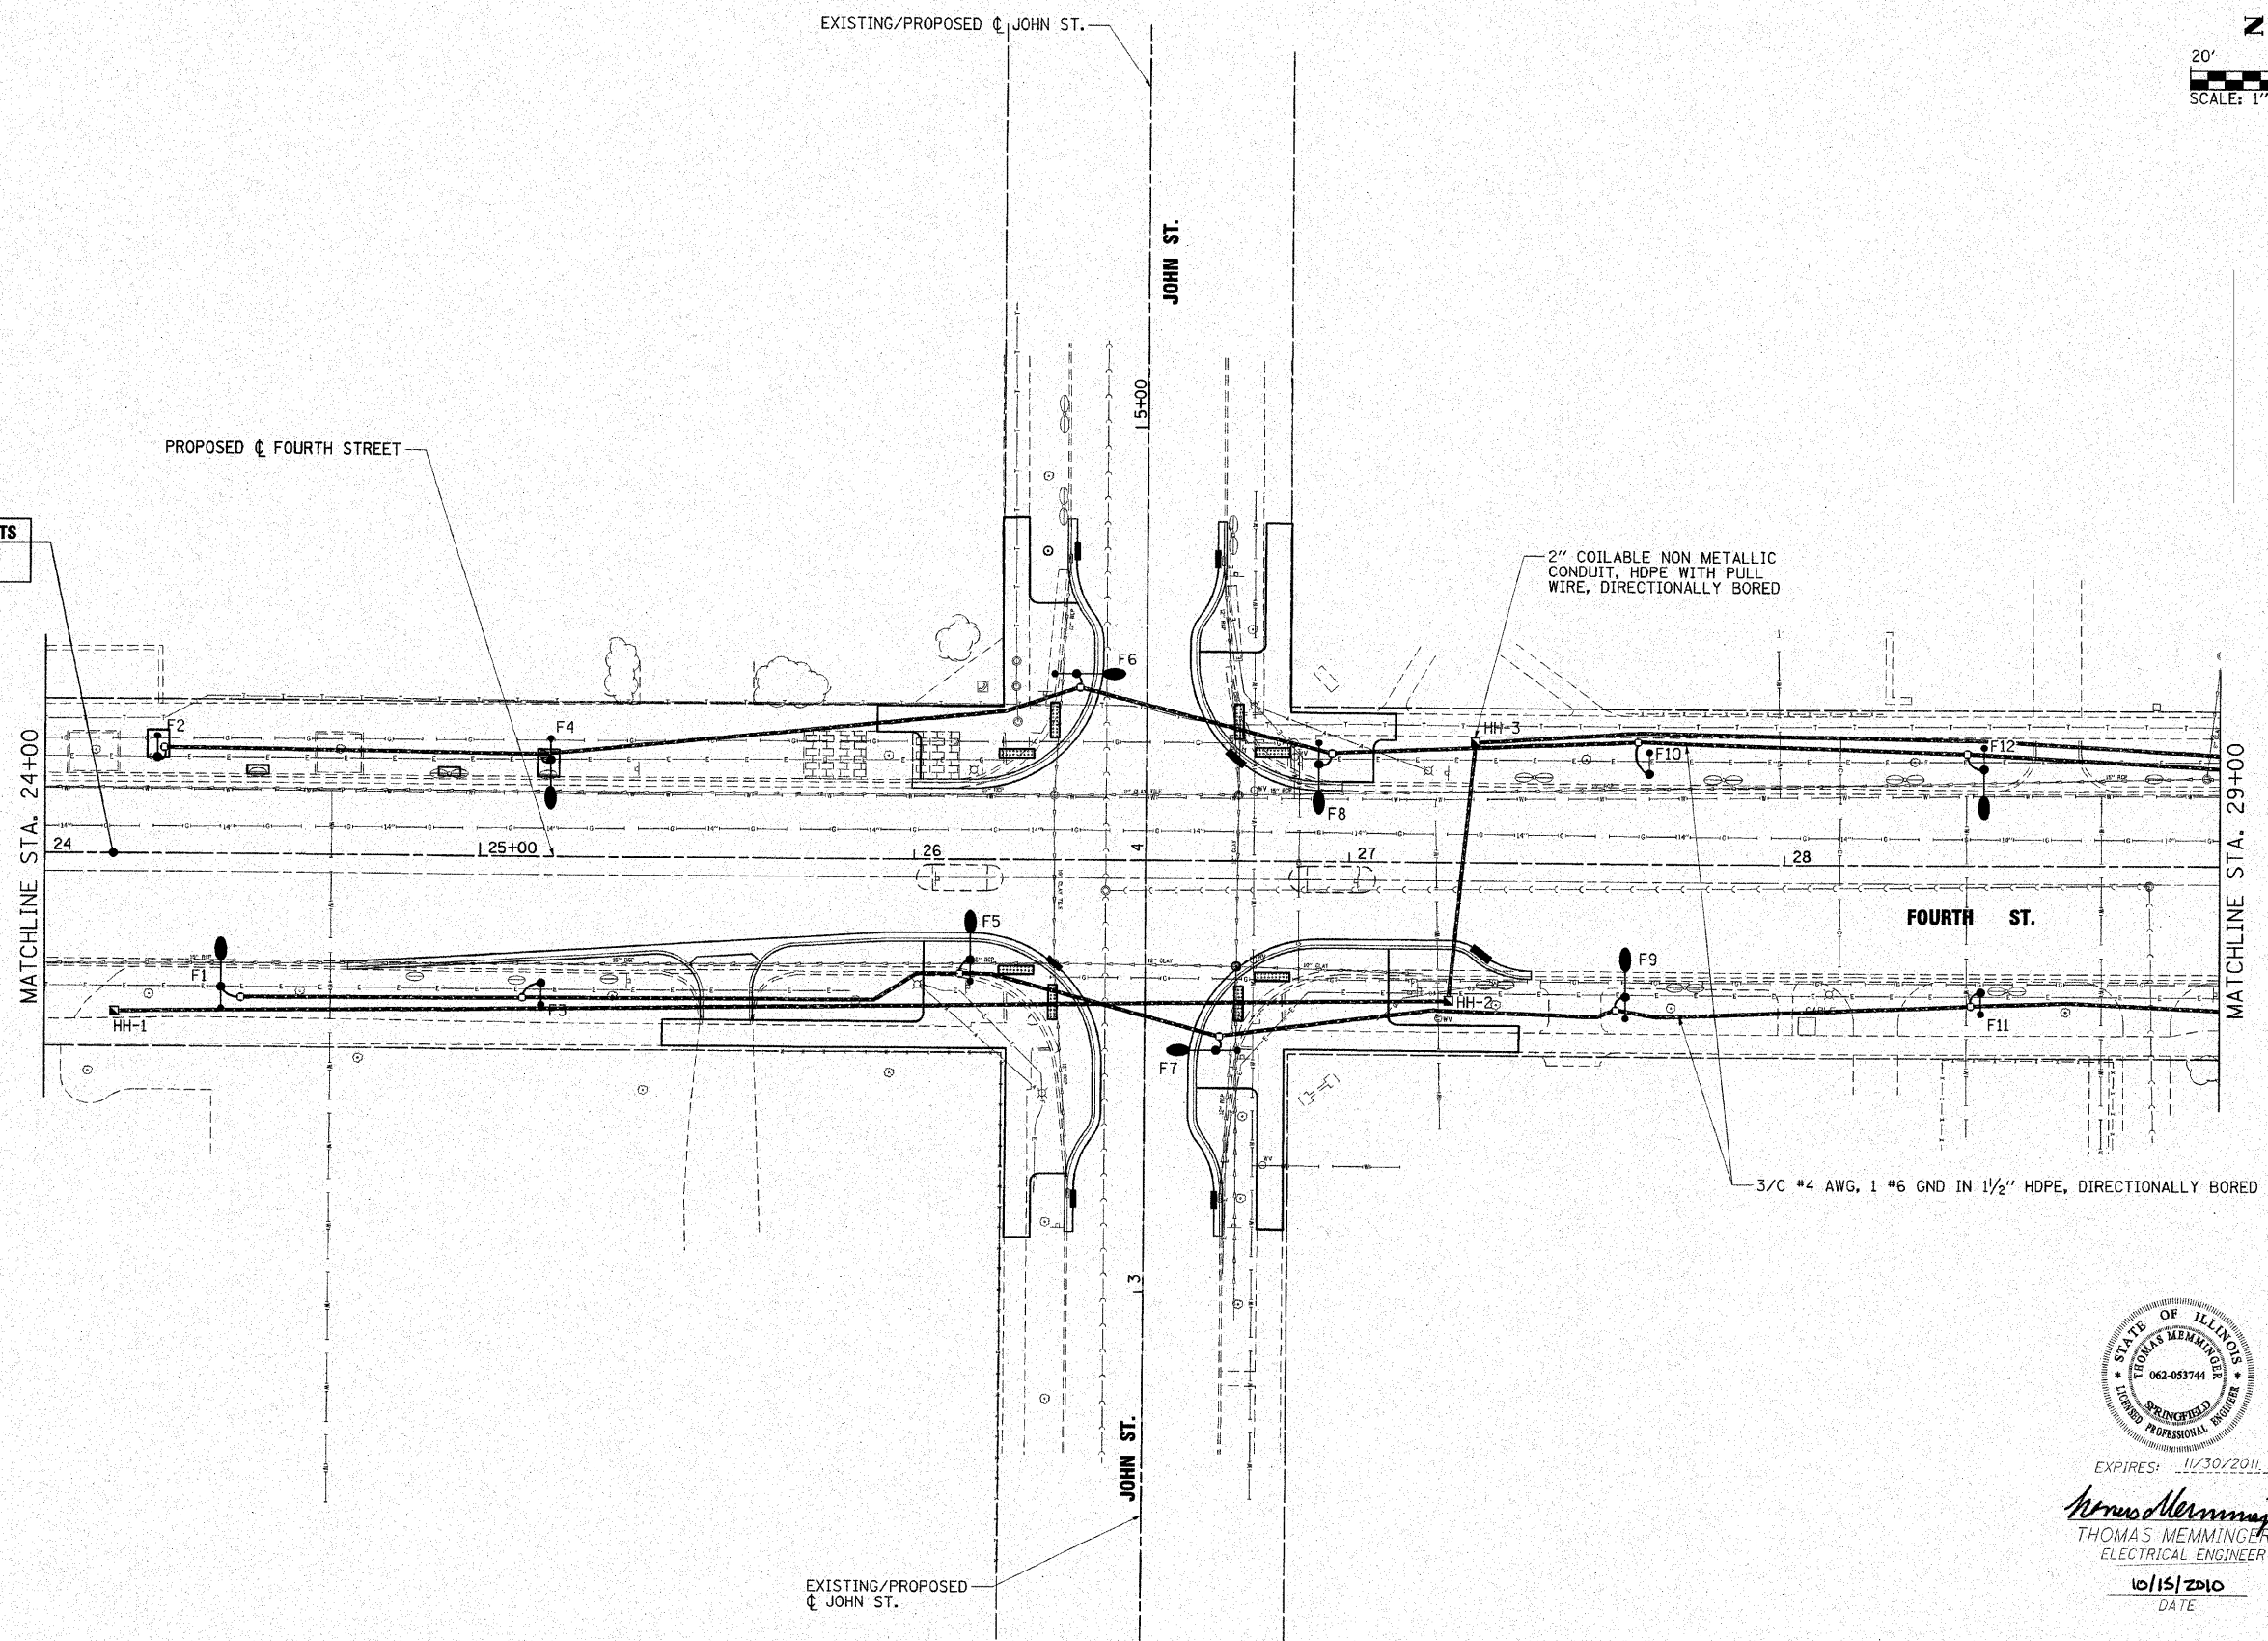 EXISTING/PROPOSED ℄ JOHN ST.
N
20'
SCALE: 1"
JOHN ST.
5+00
PROPOSED ℄ FOURTH STREET
TS
2" COILABLE NON METALLIC
CONDUIT, HDPE WITH PULL
WIRE, DIRECTIONALLY BORED
F6
F2
F4
HH-3
F10
F12
F8
MATCHLINE STA. 24+00
MATCHLINE STA. 29+00
24
25+00
26
4
27
28
FOURTH ST.
F5
F1
F9
F3
HH-1
HH-2
F11
F7
3/C #4 AWG, 1 #6 GND IN 1 1/2" HDPE, DIRECTIONALLY BORED
3
JOHN ST.
STATE OF ILLINOIS
THOMAS MEMMINGER
062-053744
SPRINGFIELD
LICENSED PROFESSIONAL ENGINEER
EXPIRES: 11/30/2011
Thomas Memming
THOMAS MEMMINGER
ELECTRICAL ENGINEER
10/15/2010
DATE
EXISTING/PROPOSED
℄ JOHN ST.